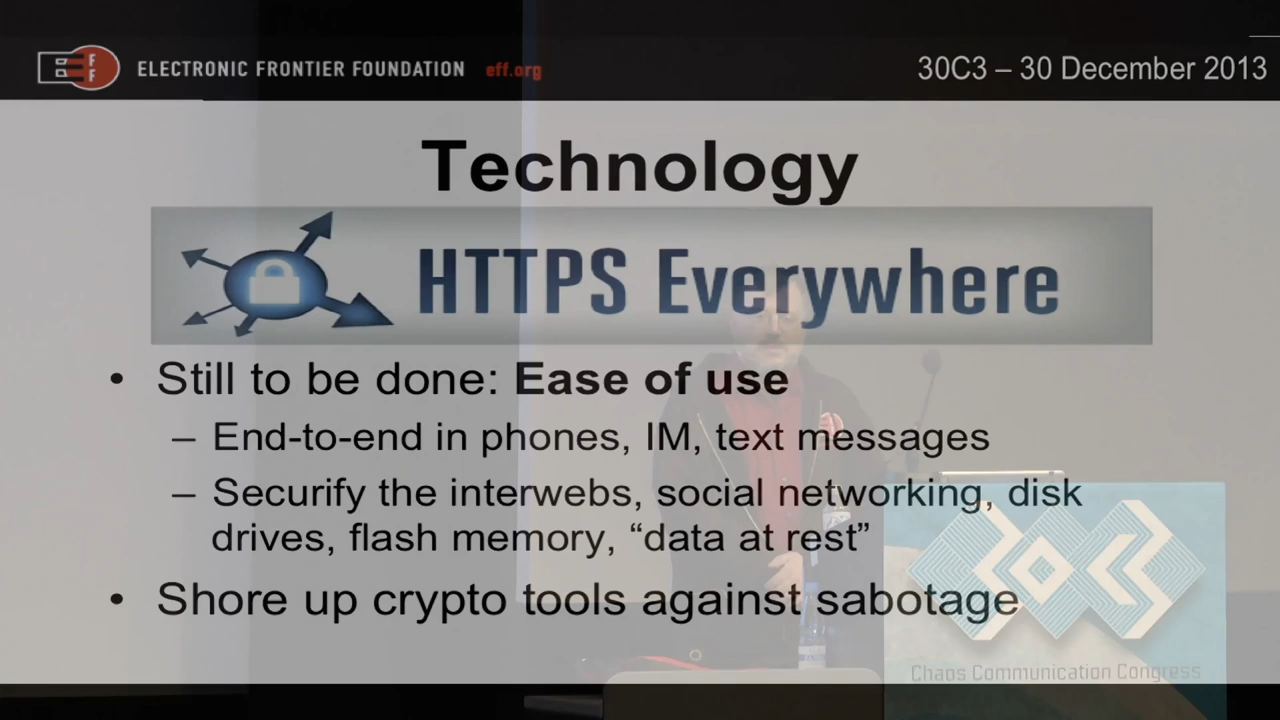 EFF ELECTRONIC FRONTIER FOUNDATION eff.org
30C3 – 30 December 2013
Technology
HTTPS Everywhere
• Still to be done: Ease of use
– End-to-end in phones, IM, text messages
– Securify the interwebs, social networking, disk
drives, flash memory, “data at rest”
• Shore up crypto tools against sabotage
Chaos Communication Congress